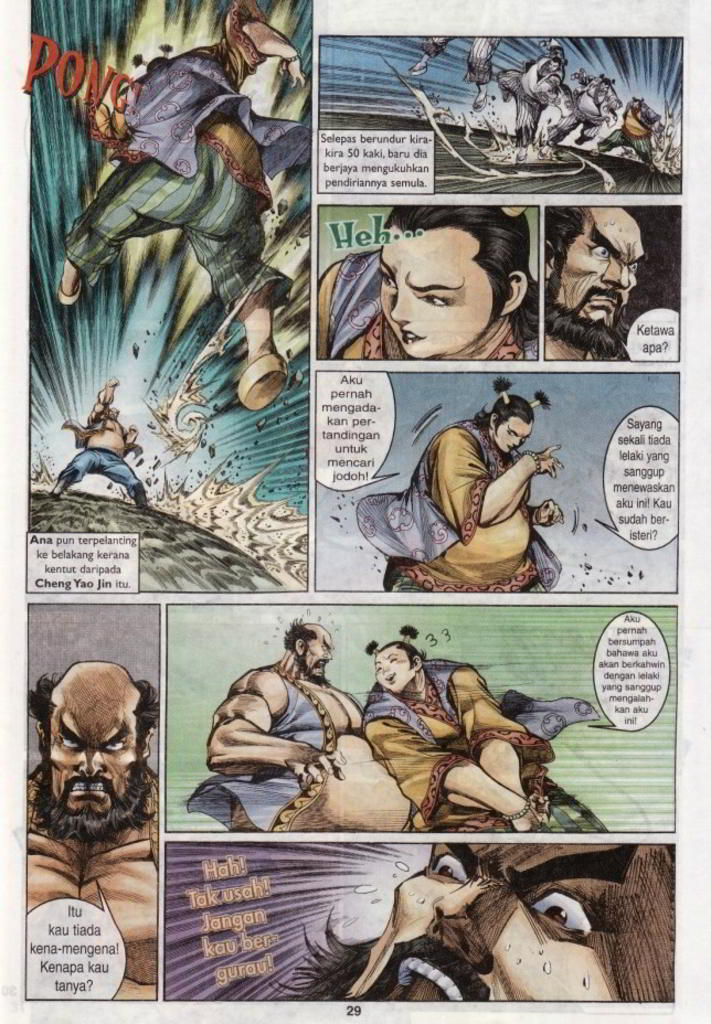 PONG!
Ana pun terpelanting
ke belakang kerana
kentut daripada
Cheng Yao Jin itu.
Selepas berundur kira-
kira 50 kaki, baru dia
berjaya mengukuhkan
pendiriannya semula.
Heh...
Ketawa
apa?
Aku
pernah
mengada-
kan per-
tandingan
untuk
mencari
jodoh!
Sayang
sekali tiada
lelaki yang
sanggup
menewaskan
aku ini! Kau
sudah ber-
isteri?
Itu
kau tiada
kena-mengena!
Kenapa kau
tanya?
Aku
pernah
bersumpah
bahawa aku
akan berkahwin
dengan lelaki
yang sanggup
mengalah-
kan aku
ini!
Hah!
Tak usah!
Jangan
kau ber-
gurau!
29